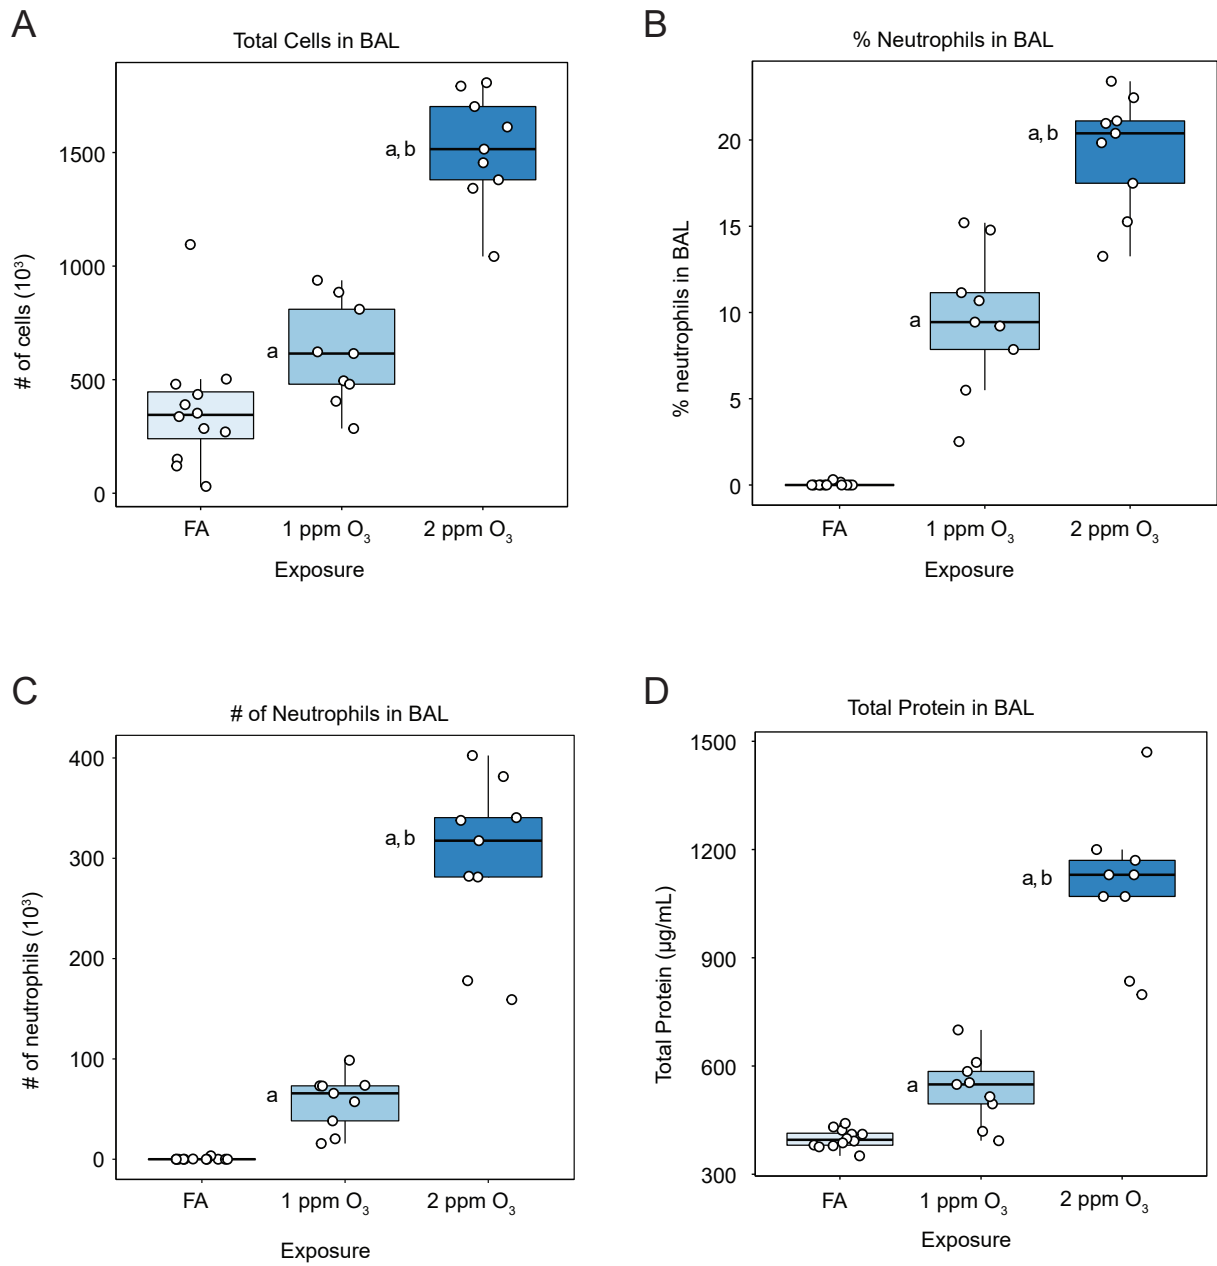 A
Total Cells in BAL
# of cells (10³)
1500
1000
500
0
a
a, b
FA
1 ppm O₃
2 ppm O₃
Exposure
B
% Neutrophils in BAL
% neutrophils in BAL
20
15
10
5
0
a
a, b
FA
1 ppm O₃
2 ppm O₃
Exposure
C
# of Neutrophils in BAL
# of neutrophils (10³)
400
300
200
100
0
a
a, b
FA
1 ppm O₃
2 ppm O₃
Exposure
D
Total Protein in BAL
Total Protein (µg/mL)
1500
1200
900
600
300
a
a, b
FA
1 ppm O₃
2 ppm O₃
Exposure